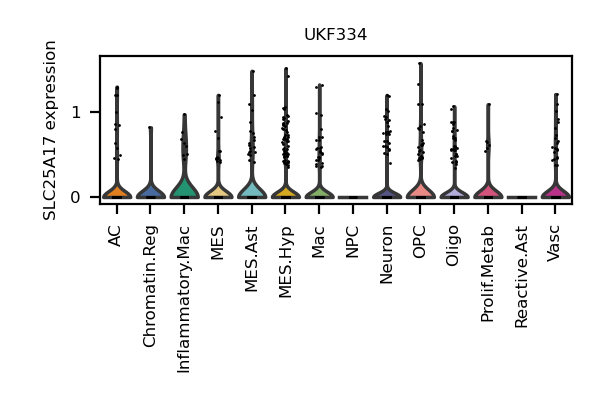 UKF334
SLC25A17 expression
1
0
AC
Chromatin.Reg
Inflammatory.Mac
MES
MES.Ast
MES.Hyp
Mac
NPC
Neuron
OPC
Oligo
Prolif.Metab
Reactive.Ast
Vasc